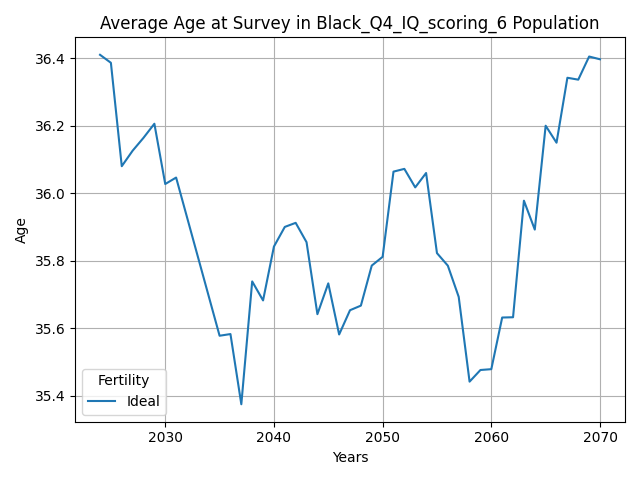 Average Age at Survey in Black_Q4_IQ_scoring_6 Population
36.4
36.2
36.0
35.8
35.6
35.4
Age
Fertility
Ideal
2030 2040 2050 2060 2070
Years